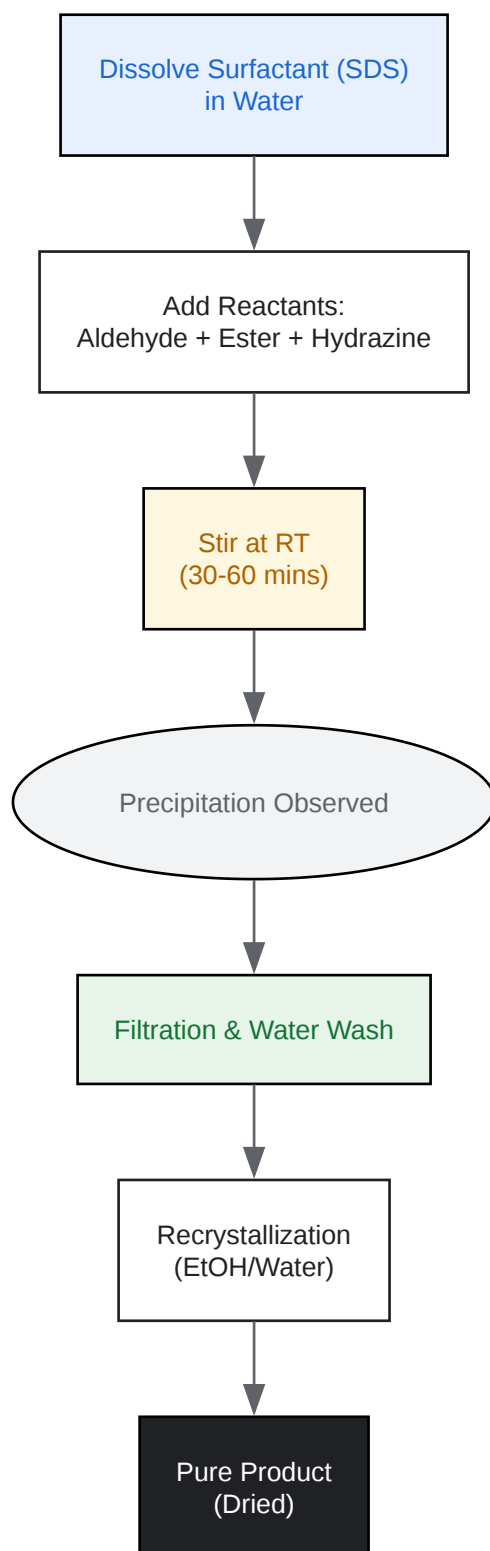 Dissolve Surfactant (SDS)
in Water
Add Reactants:
Aldehyde + Ester + Hydrazine
Stir at RT
(30-60 mins)
Precipitation Observed
Filtration & Water Wash
Recrystallization
(EtOH/Water)
Pure Product
(Dried)